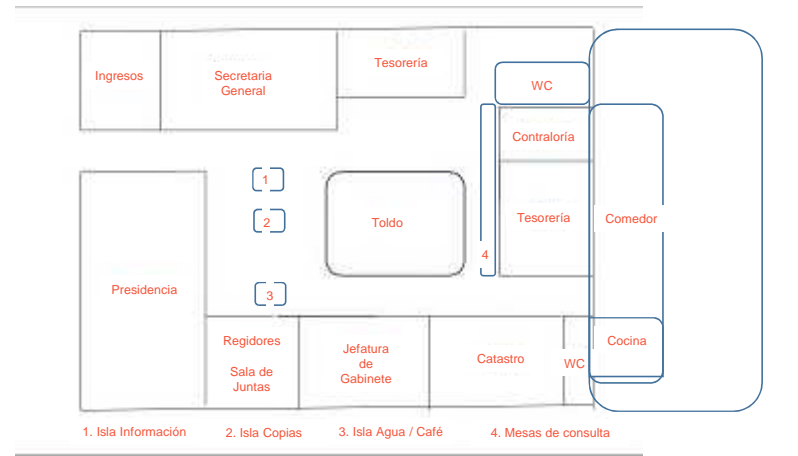 Ingresos
Secretaria
General
Tesorería
WC
Contraloría
1
2
Toldo
Tesorería
Comedor
4
Presidencia
3
Regidores
Sala de
Juntas
Jefatura
de
Gabinete
Catastro
WC
Cocina
1. Isla Información
2. Isla Copias
3. Isla Agua / Café
4. Mesas de consulta